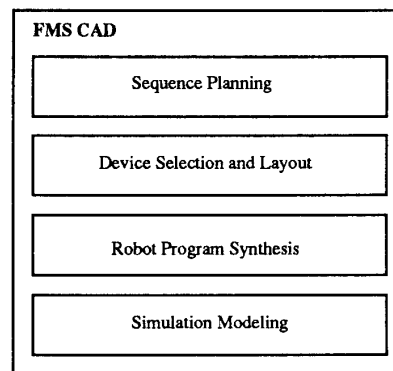 FMS CAD
Sequence Planning
Device Selection and Layout
Robot Program Synthesis
Simulation Modeling